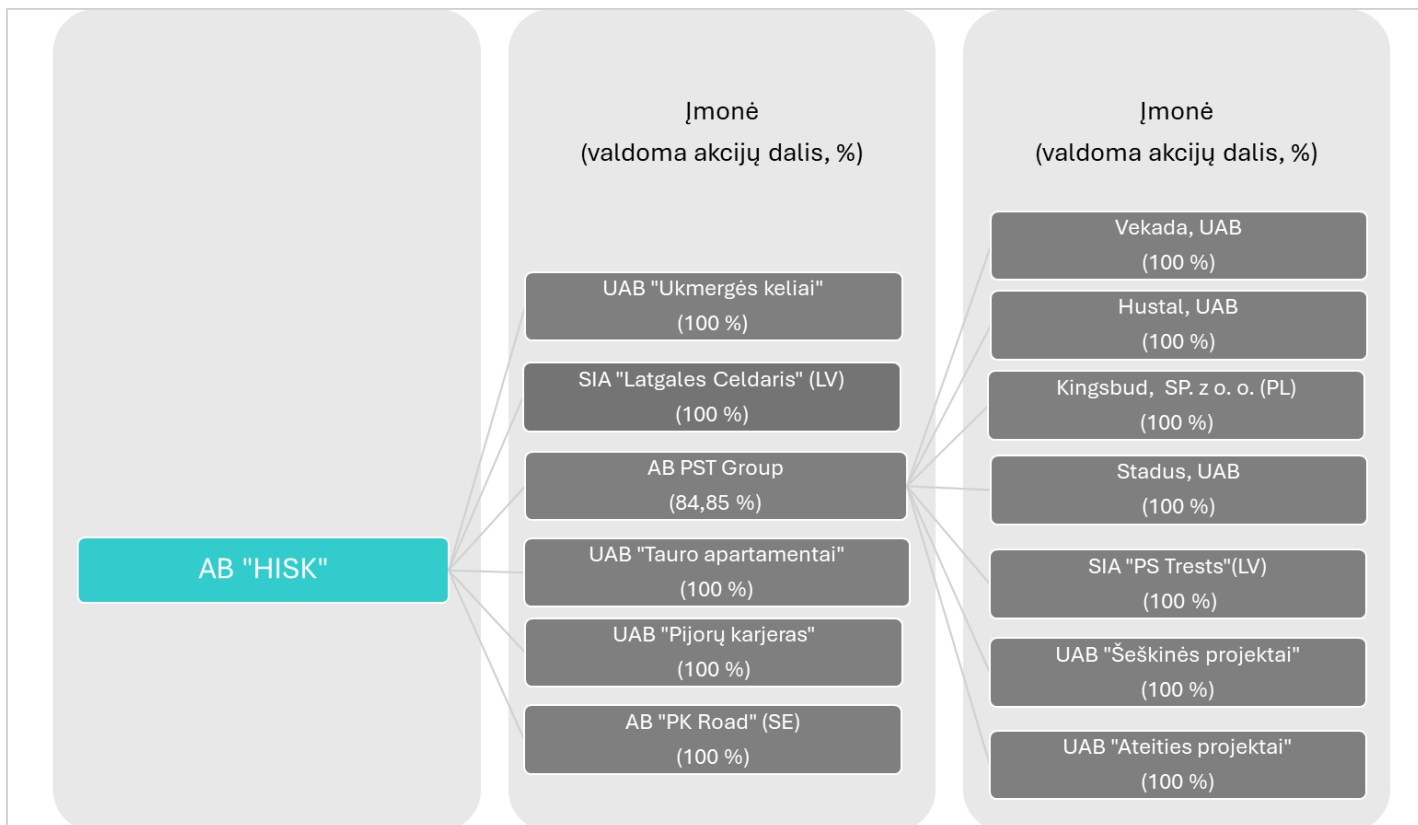 AB "HISK"
Įmonė
(valdoma akcijų dalis, %)
UAB "Ukmergės keliai"
(100 %)
SIA "Latgales Celdaris" (LV)
(100 %)
AB PST Group
(84,85 %)
UAB "Tauro apartamentai"
(100 %)
UAB "Pijorų karjeras"
(100 %)
AB "PK Road" (SE)
(100 %)
Įmonė
(valdoma akcijų dalis, %)
Vekada, UAB
(100 %)
Hustal, UAB
(100 %)
Kingsbud, SP. z o. o. (PL)
(100 %)
Stadus, UAB
(100 %)
SIA "PS Trests"(LV)
(100 %)
UAB "Šeškinės projektai"
(100 %)
UAB "Ateities projektai"
(100 %)